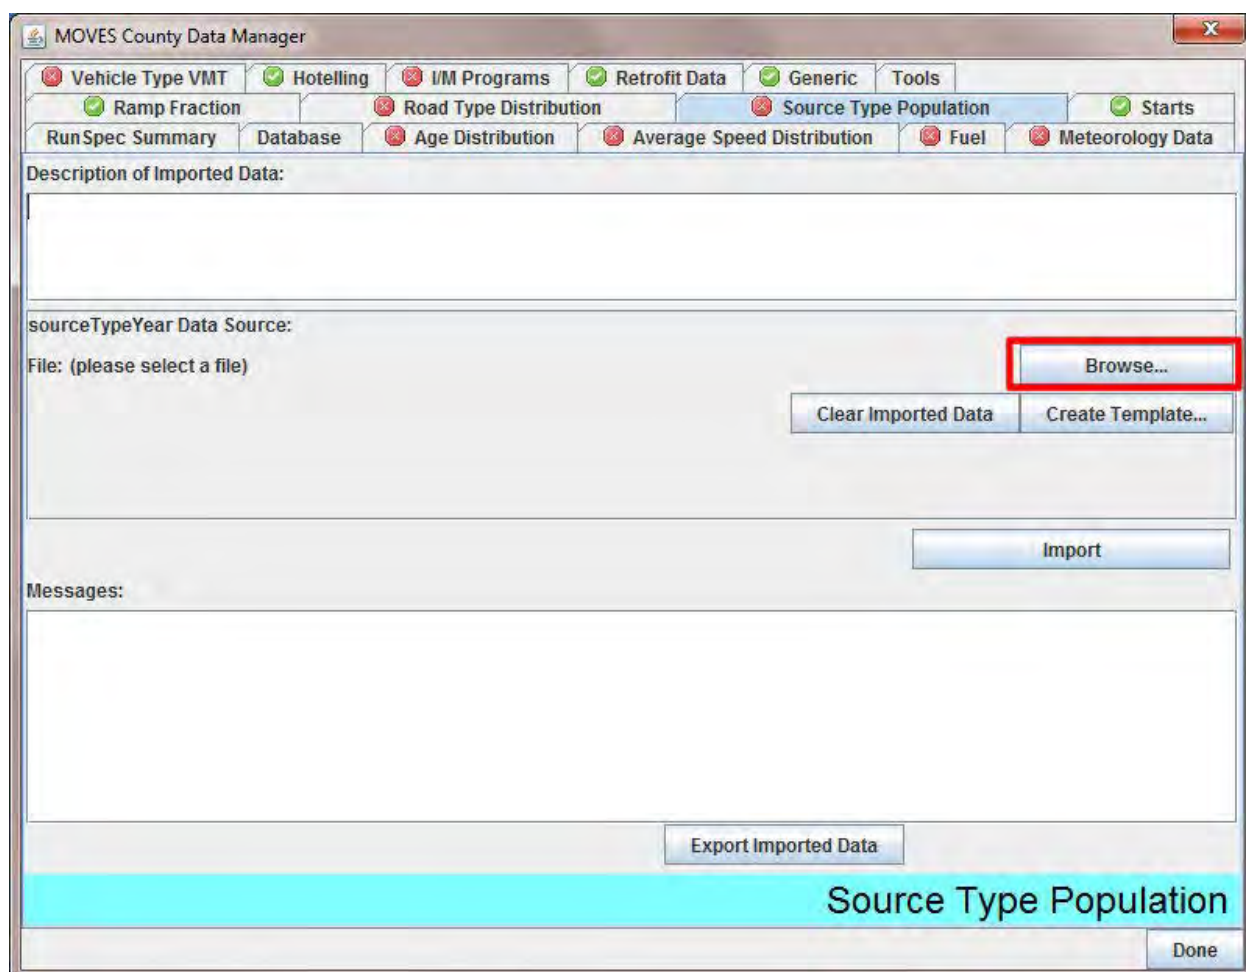 MOVES County Data Manager
X
Vehicle Type VMT Hotelling I/M Programs Retrofit Data Generic Tools
Ramp Fraction Road Type Distribution Source Type Population Starts
RunSpec Summary Database Age Distribution Average Speed Distribution Fuel Meteorology Data
Description of Imported Data:
sourceTypeYear Data Source:
File: (please select a file) Browse...
Clear Imported Data Create Template...
Import
Messages:
Export Imported Data
Source Type Population
Done